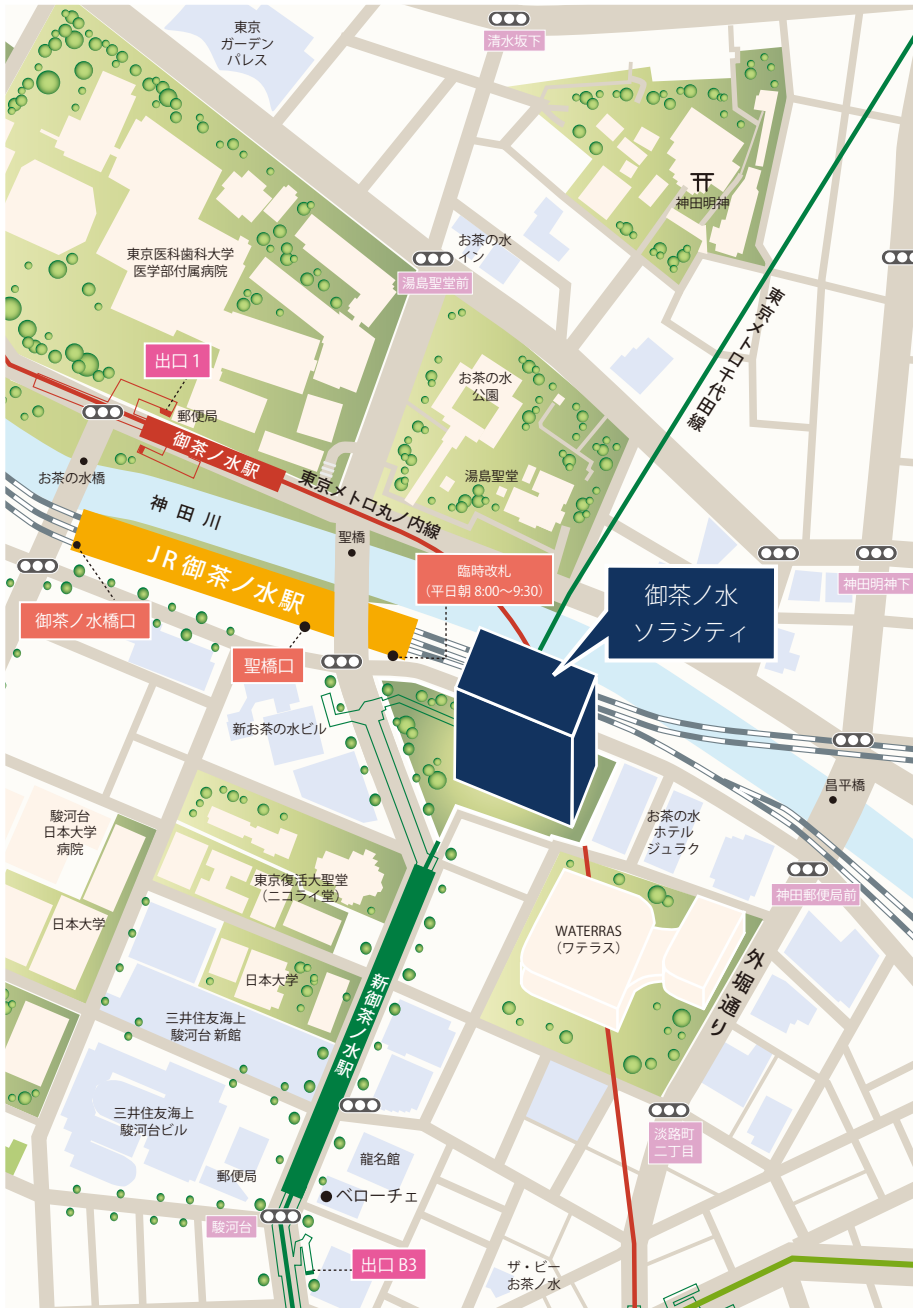 東京
ガーデン
パレス
清水坂下
神田明神
東京医科歯科大学
医学部付属病院
お茶の水
イン
湯島聖堂前
東京メトロ千代田線
出口 1
お茶の水
公園
郵便局
御茶ノ水駅
お茶の水橋
湯島聖堂
東京メトロ丸ノ内線
神田川
聖橋
JR 御茶ノ水駅
臨時改札
(平日朝 8:00〜9:30)
神田明神下
御茶ノ水
ソラシティ
御茶ノ水橋口
聖橋口
新お茶の水ビル
昌平橋
お茶の水
ホテル
ジュラク
駿河台
日本大学
病院
東京復活大聖堂
(ニコライ堂)
神田郵便局前
日本大学
WATERRAS
(ワテラス)
外堀通り
日本大学
新御茶ノ水駅
三井住友海上
駿河台 新館
三井住友海上
駿河台ビル
淡路町
二丁目
郵便局
龍名館
ベローチェ
駿河台
出口 B3
ザ・ビー
お茶ノ水